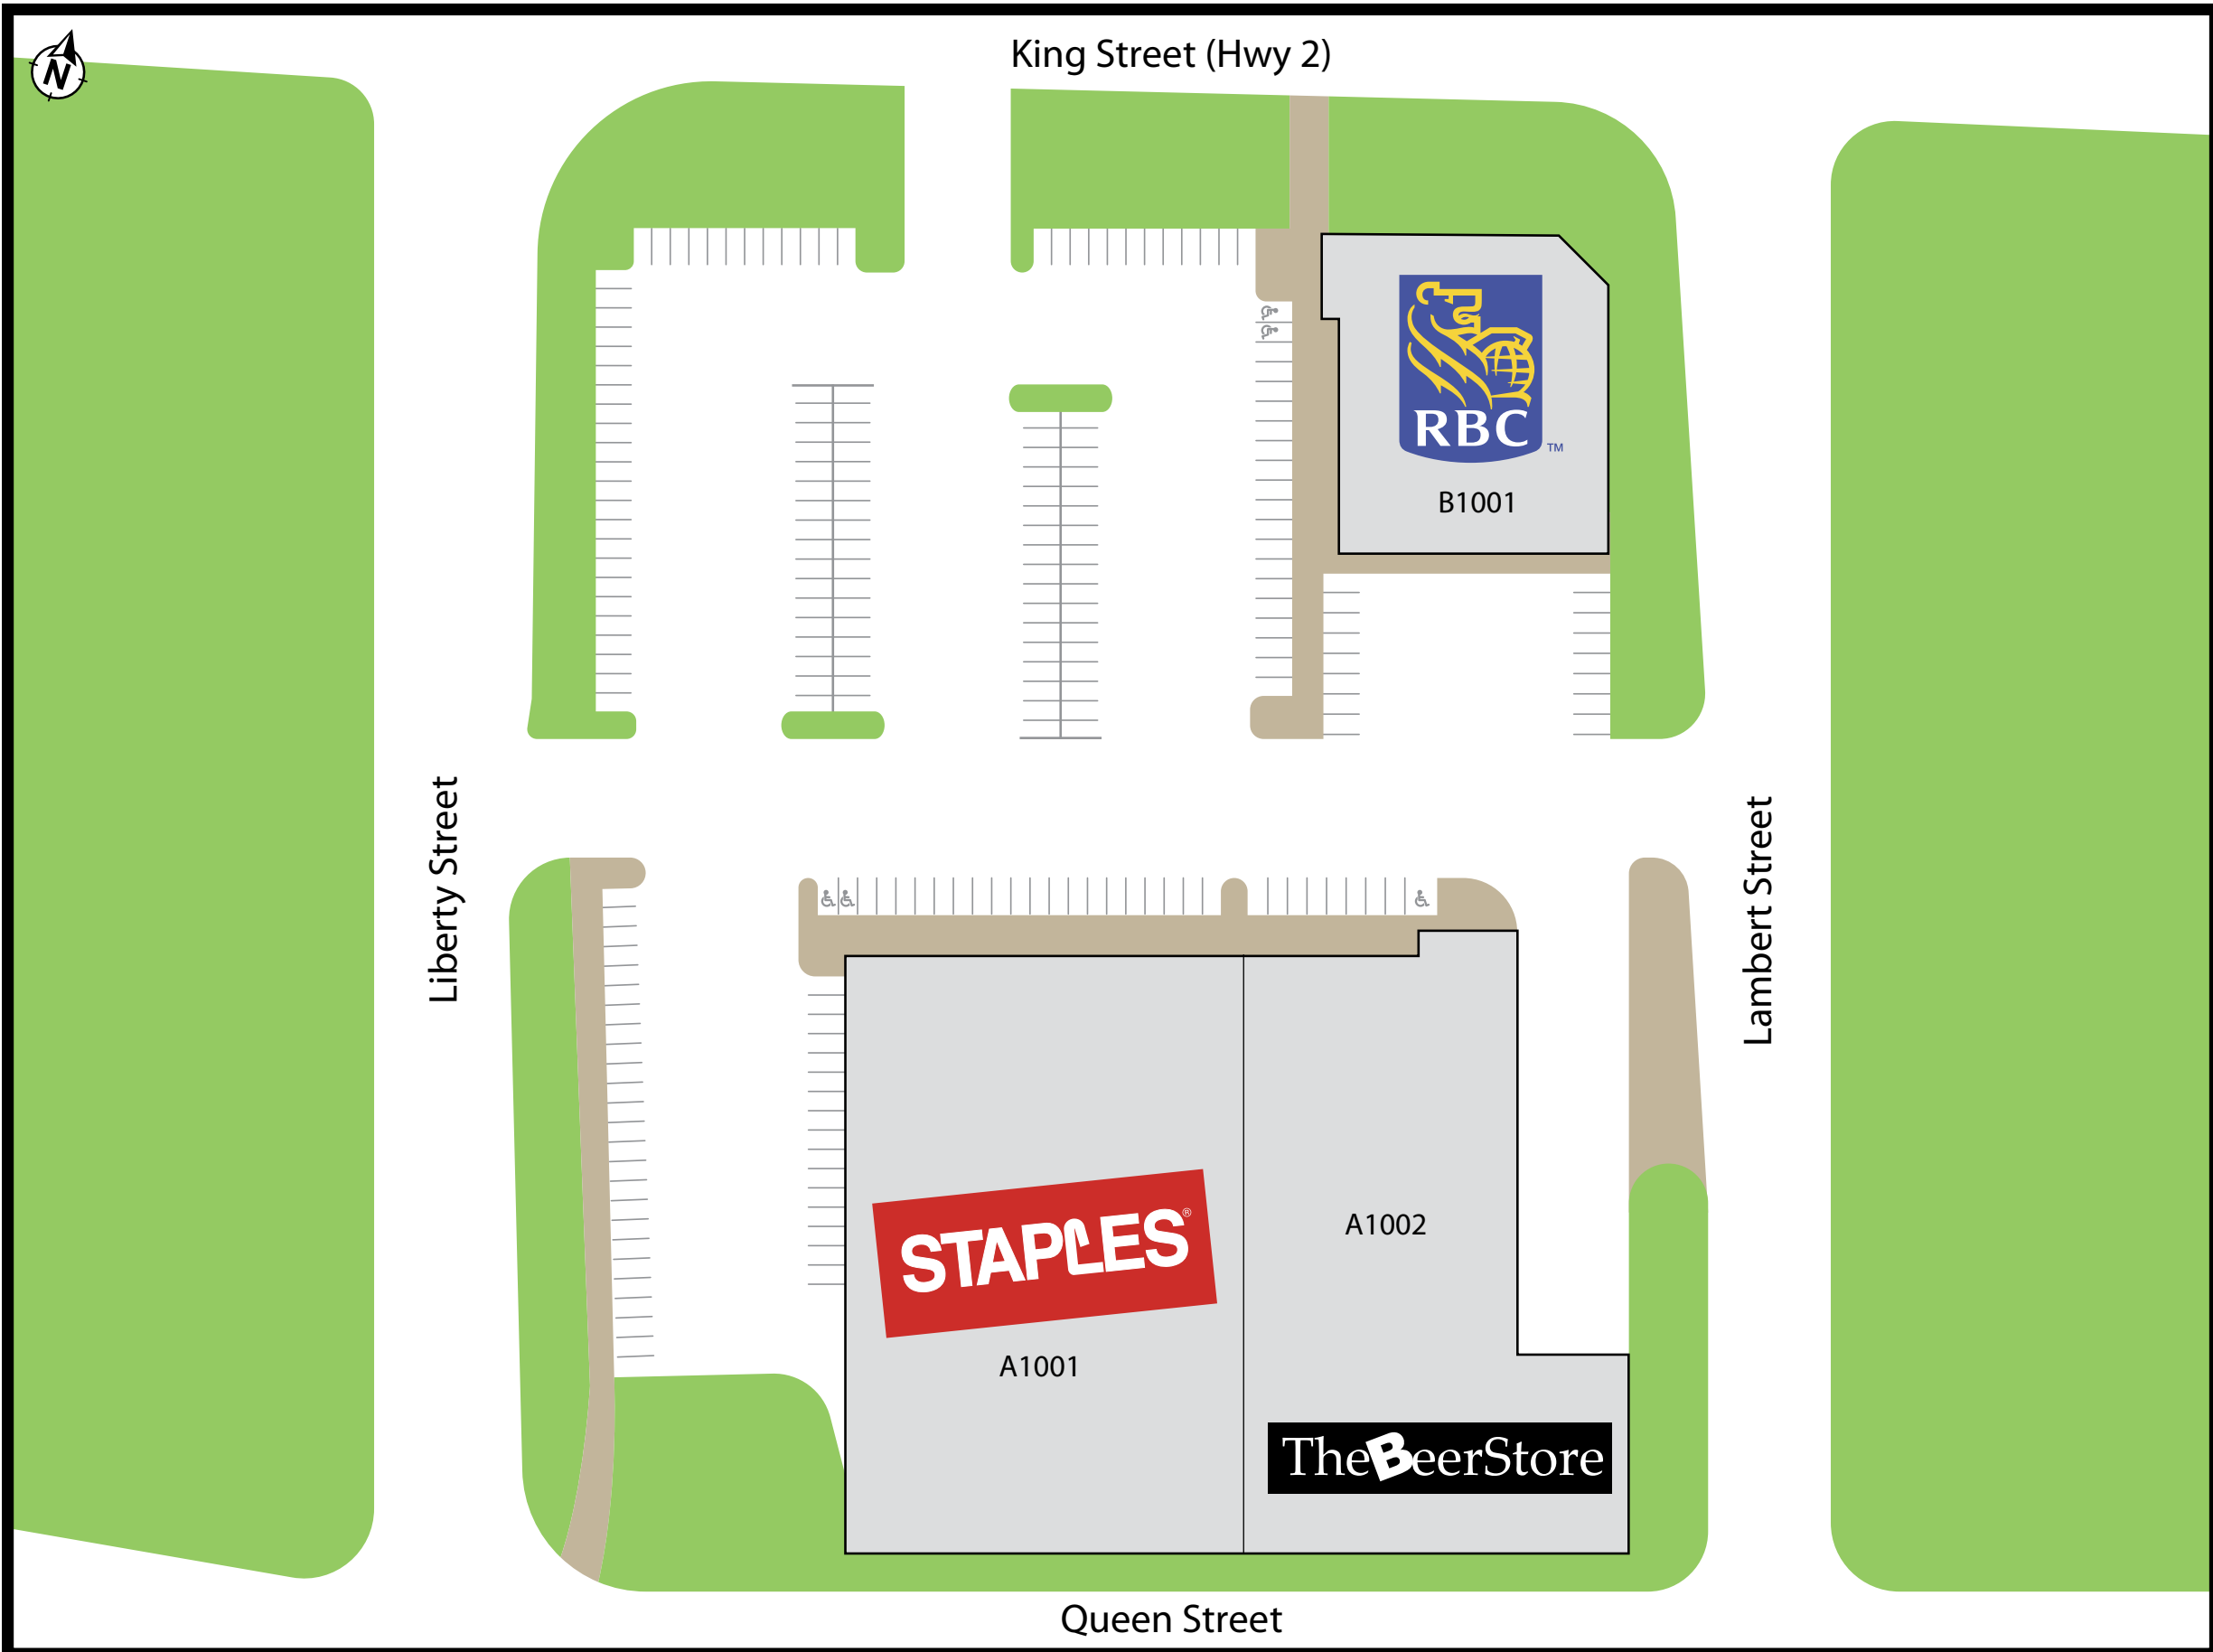 N
King Street (Hwy 2)
RBC
TM
B1001
Liberty Street
Lambert Street
STAPLES®
A1001
A1002
TheBeerStore
Queen Street